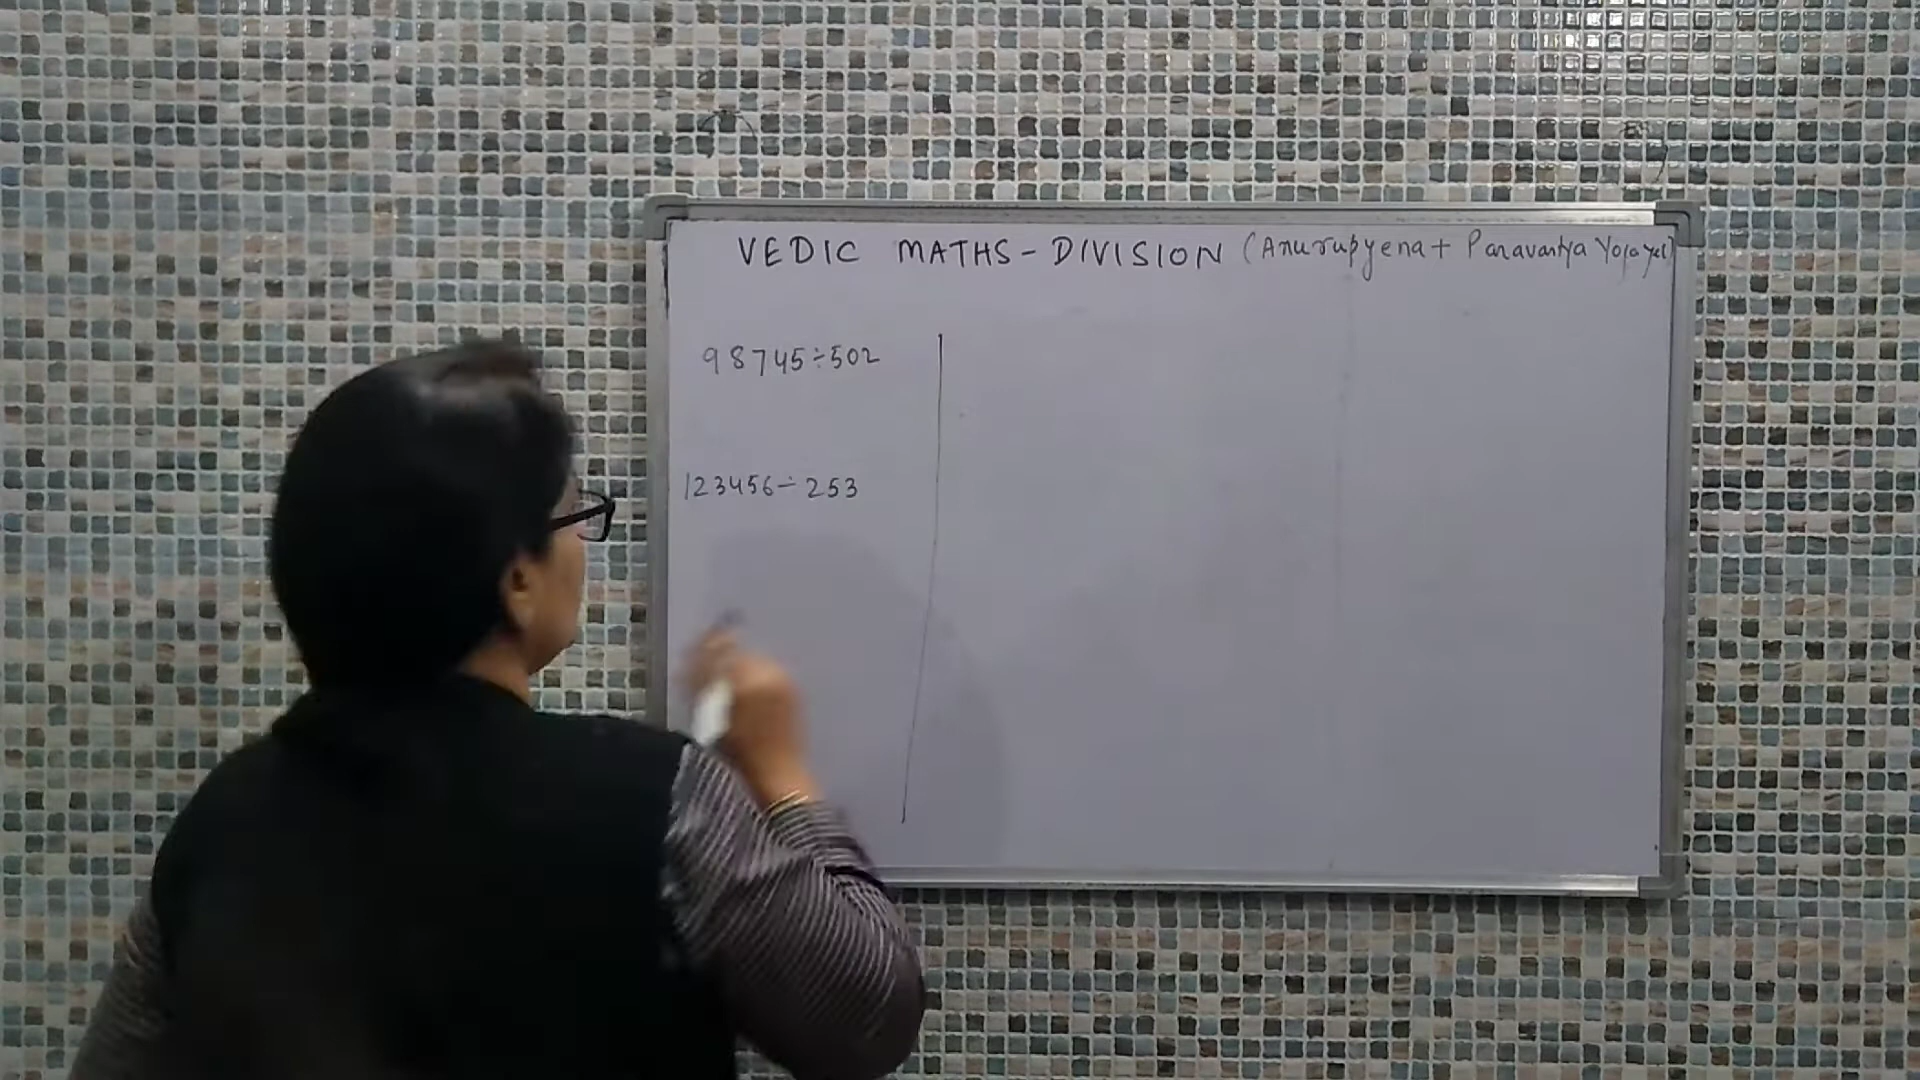 VEDIC MATHS - DIVISION (Anurupyena + Paravartya Yojayet)
98745÷502
123456÷253